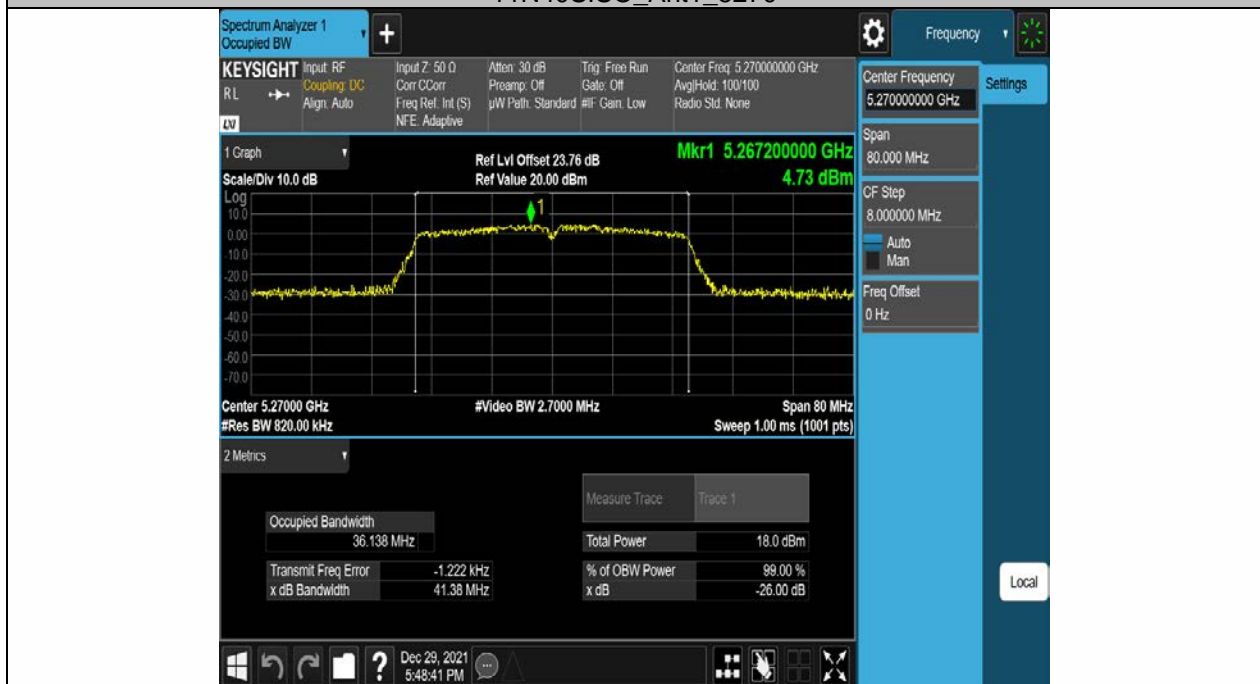 Spectrum Analyzer 1
Occupied BW
+
Frequency
KEYSIGHT
RL
LXI
Input: RF
Coupling: DC
Align: Auto
Input Z: 50 Ω
Corr CCorr
Freq Ref: Int (S)
NFE: Adaptive
Atten: 30 dB
Preamp: Off
µW Path: Standard
Trig: Free Run
Gate: Off
#IF Gain: Low
Center Freq: 5.270000000 GHz
Avg|Hold: 100/100
Radio Std: None
Center Frequency
5.270000000 GHz
Settings
Span
80.000 MHz
CF Step
8.000000 MHz
Auto
Man
Freq Offset
0 Hz
1 Graph
Scale/Div 10.0 dB
Ref Lvl Offset 23.76 dB
Ref Value 20.00 dBm
Mkr1 5.267200000 GHz
4.73 dBm
Log
10.0
0.00
-10.0
-20.0
-30.0
-40.0
-50.0
-60.0
-70.0
1
Center 5.27000 GHz
#Res BW 820.00 kHz
#Video BW 2.7000 MHz
Span 80 MHz
Sweep 1.00 ms (1001 pts)
2 Metrics
Measure Trace Trace 1
Occupied Bandwidth
36.138 MHz
Total Power 18.0 dBm
Transmit Freq Error -1.222 kHz
% of OBW Power 99.00 %
x dB Bandwidth 41.38 MHz
x dB -26.00 dB
Local
?
Dec 29, 2021
5:48:41 PM